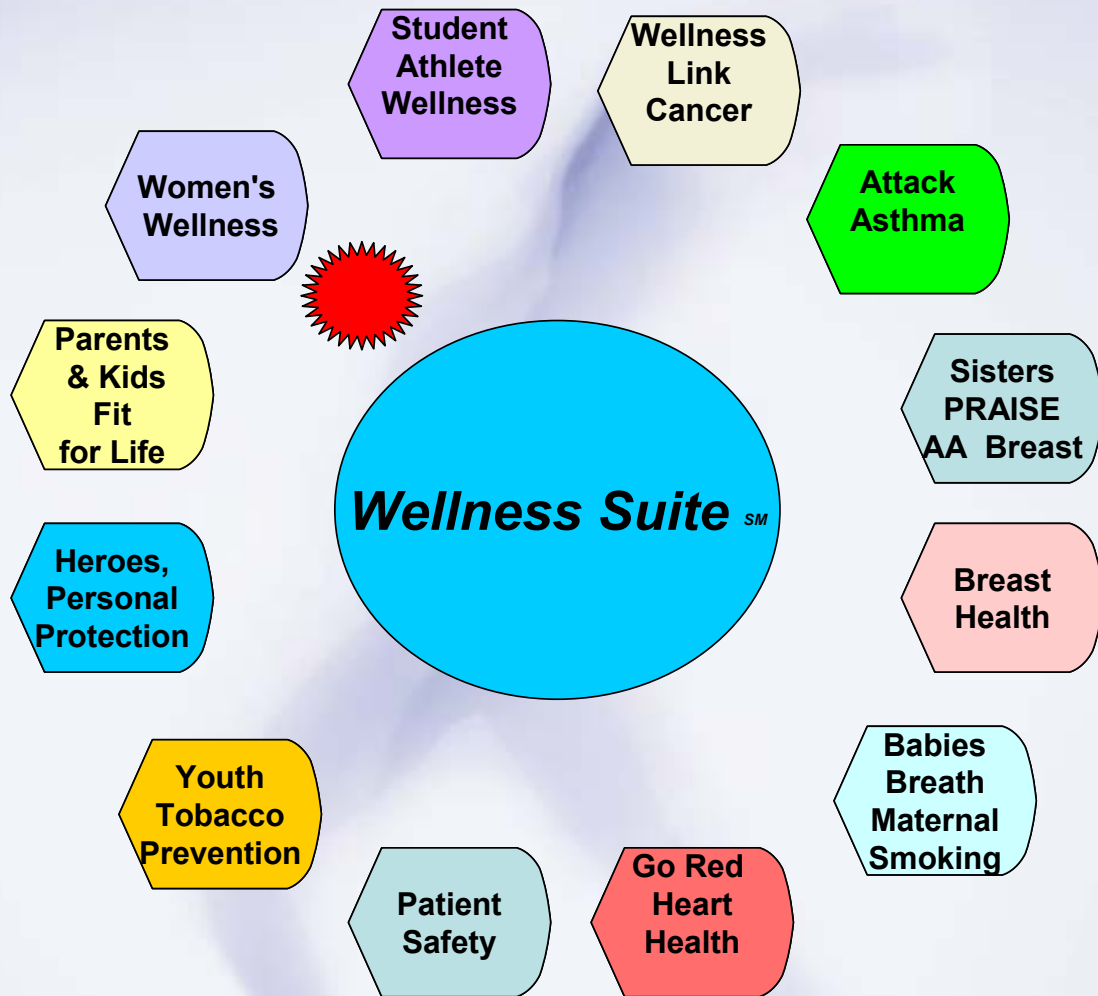 Student
Athlete
Wellness
Wellness
Link
Cancer
Attack
Asthma
Women's
Wellness
Parents
& Kids
Fit
for Life
Sisters
PRAISE
AA Breast
Wellness Suite SM
Heroes,
Personal
Protection
Breast
Health
Youth
Tobacco
Prevention
Babies
Breath
Maternal
Smoking
Patient
Safety
Go Red
Heart
Health